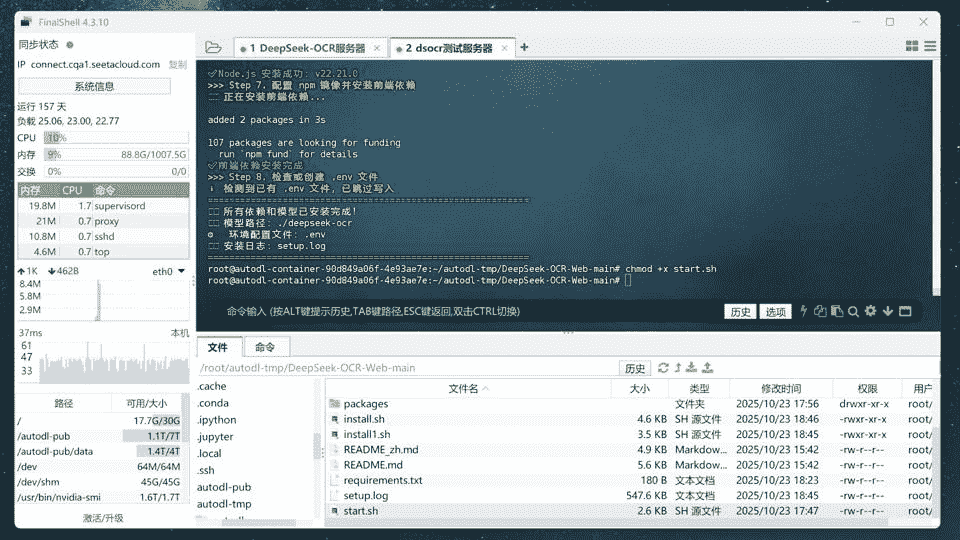 FinalShell 4.3.10
同步状态
IP connect.cqa1.seetacloud.com 复制
系统信息
运行 157 天
负载 25.06, 23.00, 22.77
CPU 10%
内存 9% 88.8G/1007.5G
交换 0% 0/0
内存 CPU 命令
19.8M 1.7 supervisord
21M 0.7 proxy
10.8M 0.7 sshd
4.6M 0.7 top
1K 462B eth0
8.4M
5.8M
2.9M
37ms 本机
61
47
33
路径 可用/大小
/ 17.7G/30G
/autodl-pub 1.1T/7T
/autodl-pub/data 1.4T/4T
/dev 64M/64M
/dev/shm 45G/45G
/usr/bin/nvidia-smi 1.6T/1.7T
激活/升级
1 DeepSeek-OCR服务器
2 dsocr测试服务器
Node.js 安装成功: v22.21.0
>>> Step 7. 配置 npm 镜像并安装前端依赖
正在安装前端依赖...
added 2 packages in 3s
107 packages are looking for funding
run `npm fund` for details
前端依赖安装完成
>>> Step 8. 检查或创建 .env 文件
检测到已有 .env 文件，已跳过写入
所有依赖和模型已安装完成！
模型路径: ./deepseek-ocr
环境配置文件: .env
安装日志: setup.log
root@autodl-container-90d849a06f-4e93ae7e:~/autodl-tmp/DeepSeek-OCR-Web-main# chmod +x start.sh
root@autodl-container-90d849a06f-4e93ae7e:~/autodl-tmp/DeepSeek-OCR-Web-main#
命令输入 (按ALT键提示历史,TAB键路径,ESC键返回,双击CTRL切换)
历史 选项
文件 命令
/root/autodl-tmp/DeepSeek-OCR-Web-main
历史
.cache
.conda
.ipython
.jupyter
.local
.ssh
autodl-pub
autodl-tmp
文件名 大小 类型 修改时间 权限 用户
packages 文件夹 2025/10/23 17:56 drwxr-xr-x root/
install.sh 4.6 KB SH 源文件 2025/10/23 18:46 -rwxr-xr-x root/
install1.sh 3.5 KB SH 源文件 2025/10/23 18:45 -rwxr-xr-x root/
README_zh.md 4.9 KB Markdow... 2025/10/23 15:42 -rw-r--r-- root/
README.md 5.6 KB Markdow... 2025/10/23 15:42 -rw-r--r-- root/
requirements.txt 180 B 文本文档 2025/10/23 18:23 -rw-r--r-- root/
setup.log 547.6 KB 文本文档 2025/10/23 18:45 -rw-r--r-- root/
start.sh 2.6 KB SH 源文件 2025/10/23 17:47 -rw-r--r-- root/